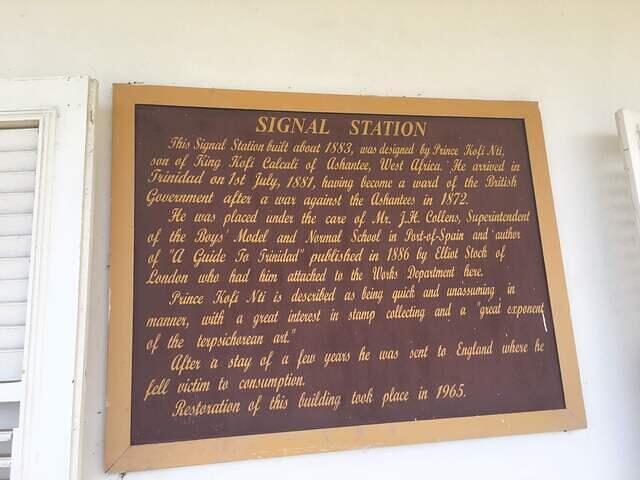 SIGNAL STATION
This Signal Station built about 1883, was designed by Prince Kofi Nti,
son of King Kofi Calcali of Ashantee, West Africa. He arrived in
Trinidad on 1st July, 1881, having become a ward of the British
Government after a war against the Ashantees in 1872.
He was placed under the care of Mr. J.H. Collens, Superintendent
of the Boys' Model and Normal School in Port-of-Spain and author
of "A Guide To Trinidad" published in 1886 by Elliot Stock of
London who had him attached to the Works Department here.
Prince Kofi Nti is described as being quick and unassuming in
manner, with a great interest in stamp collecting and a "great exponent
of the terpsichorean art."
After a stay of a few years he was sent to England where he
fell victim to consumption.
Restoration of this building took place in 1965.